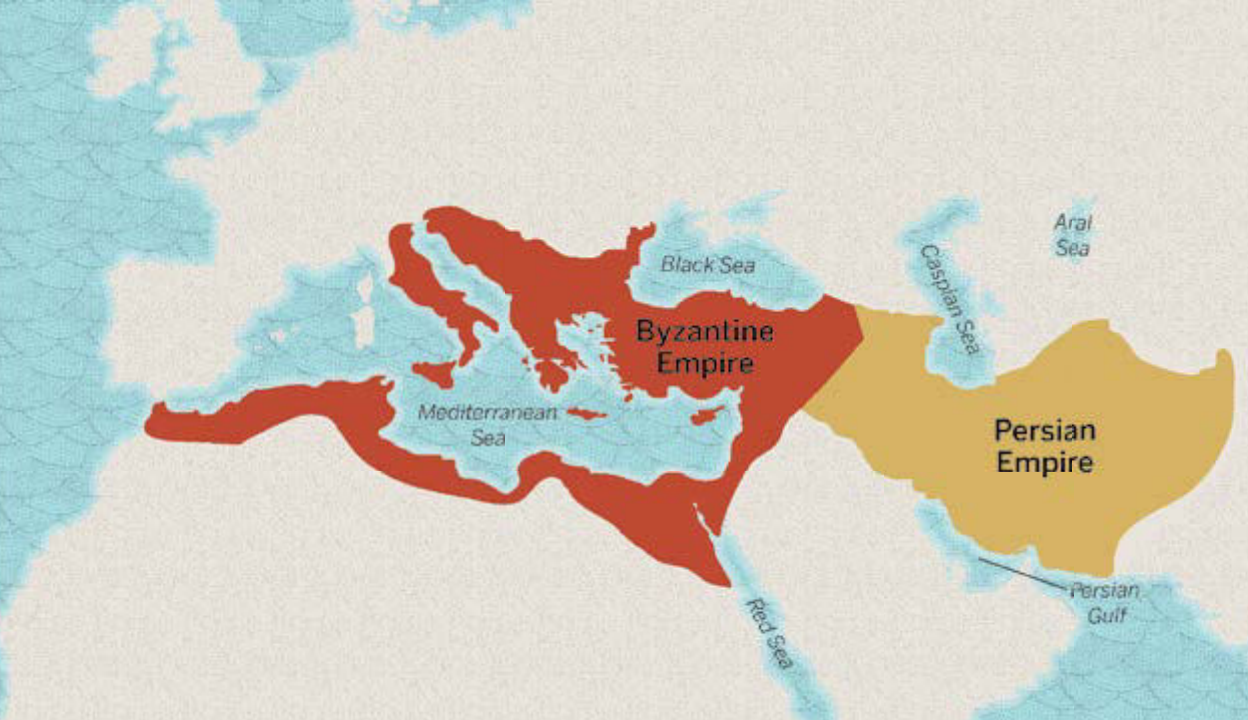 Aral
Sea
Black Sea
Caspian Sea
Byzantine
Empire
Mediterranean
Sea
Persian
Empire
Persian
Gulf
Red Sea